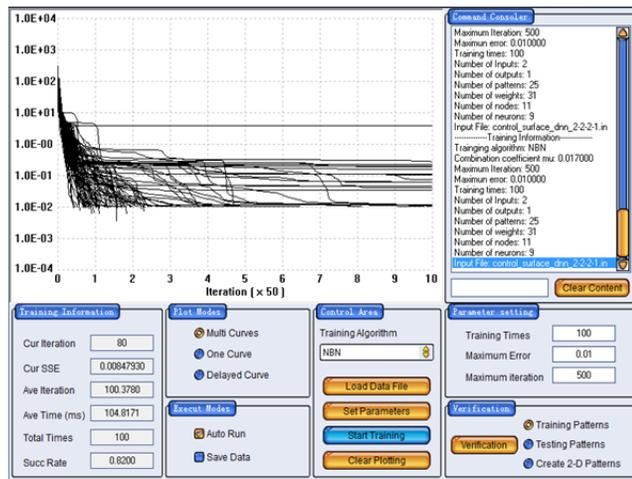 1.0E+04
1.0E+03
1.0E+02
1.0E+01
1.0E-00
1.0E-01
1.0E-02
1.0E-03
1.0E-04
0 1 2 3 4 5 6 7 8 9 10
Iteration [ x 50 ]
Command Consoler
Maximum Iteration: 500
Maximun error: 0.010000
Training times: 100
Number of Inputs: 2
Number of outputs: 1
Number of patterns: 25
Number of weights: 31
Number of nodes: 11
Number of neurons: 9
Input File: control_surface_dnn_2-2-2-1.in
--------------Training Information--------------
Trainging algorithm: NBN
Combination coefficient mu: 0.017000
Maximum Iteration: 500
Maximun error: 0.010000
Training times: 100
Number of Inputs: 2
Number of outputs: 1
Number of patterns: 25
Number of weights: 31
Number of nodes: 11
Number of neurons: 9
Input File: control_surface_dnn_2-2-2-1.in
Clear Content
Training Information
Cur Iteration 80
Cur SSE 0.00847930
Ave Iteration 100.3780
Ave Time (ms) 104.8171
Total Times 100
Succ Rate 0.8200
Plot Modes
Multi Curves
One Curve
Delayed Curve
Execut Modes
Auto Run
Save Data
Control Area
Training Algorithm
NBN
Load Data File
Set Parameters
Start Training
Clear Plotting
Parameter setting
Training Times 100
Maximum Error 0.01
Maximum iteration 500
Verification
Verification
Training Patterns
Testing Patterns
Create 2-D Patterns